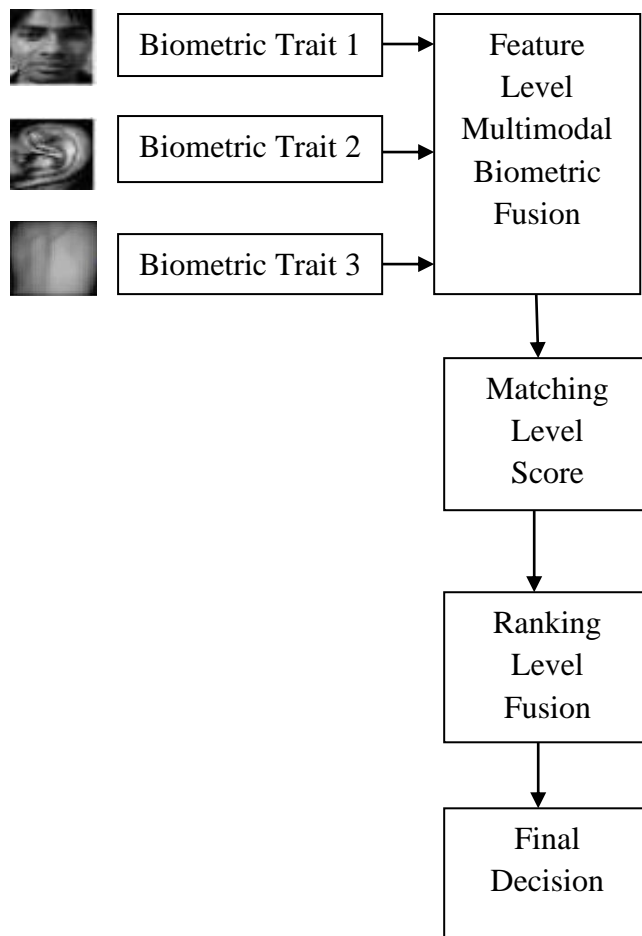 Biometric Trait 1
Biometric Trait 2
Biometric Trait 3
Feature
Level
Multimodal
Biometric
Fusion
Matching
Level
Score
Ranking
Level
Fusion
Final
Decision